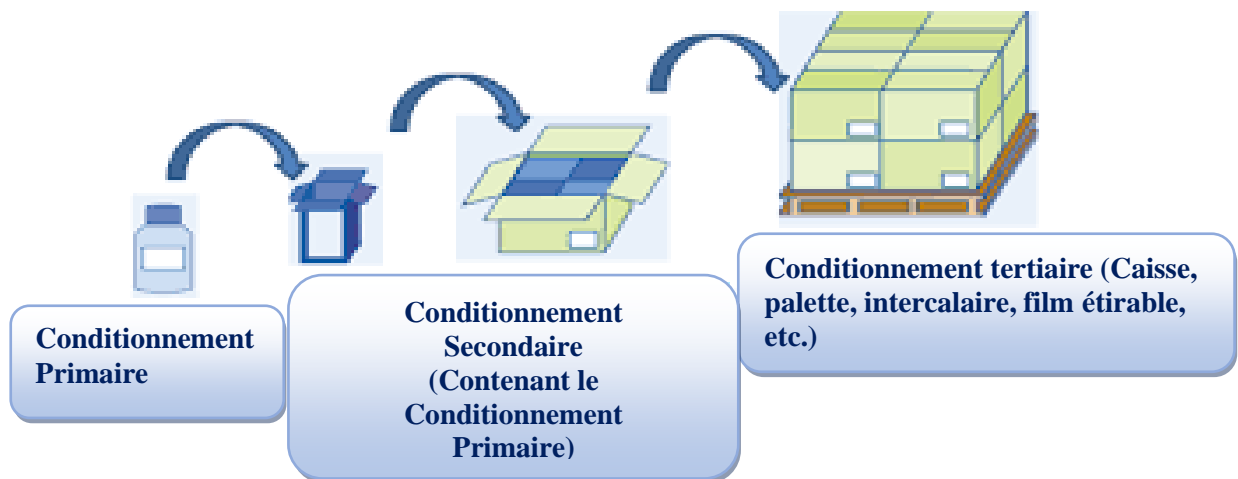 Conditionnement
Primaire
Conditionnement
Secondaire
(Contenant le
Conditionnement
Primaire)
Conditionnement tertiaire (Caisse,
palette, intercalaire, film étirable,
etc.)